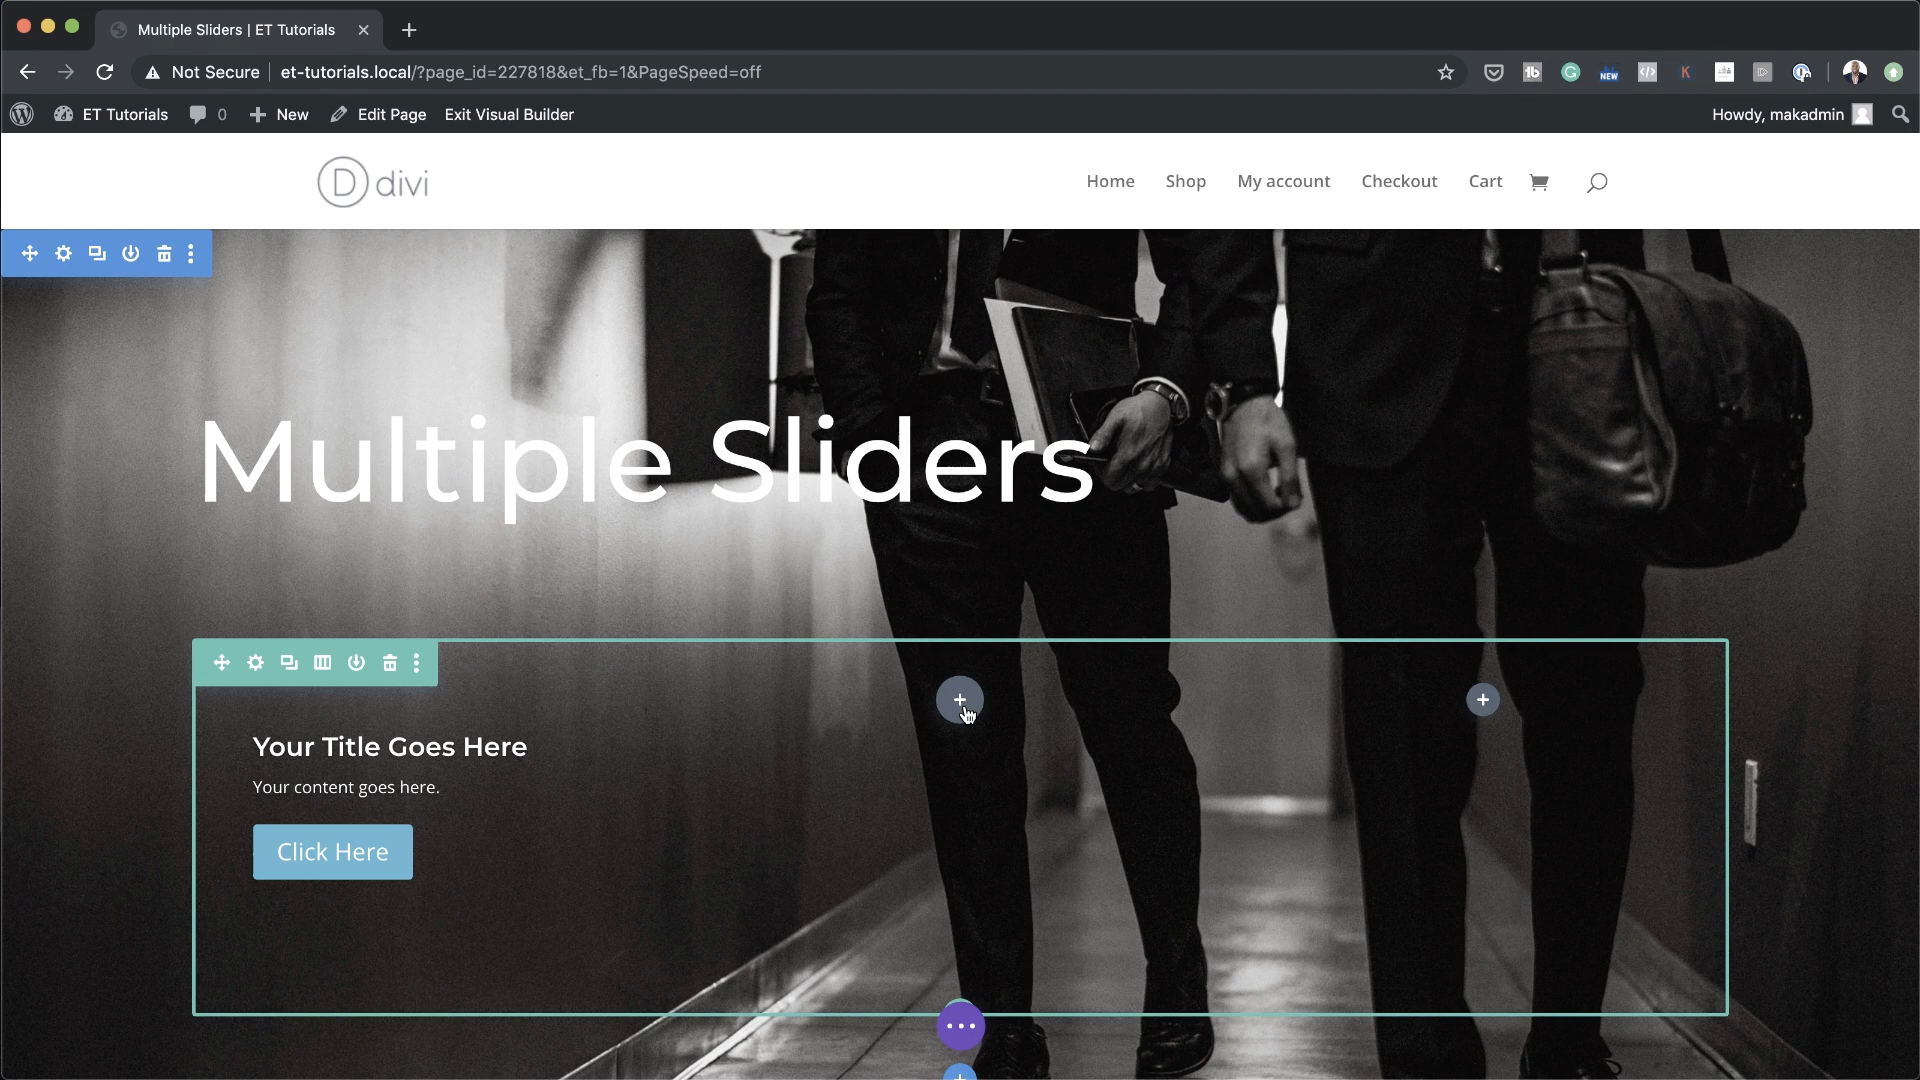 Multiple Sliders | ET Tutorials
Not Secure
et-tutorials.local/?page_id=227818&et_fb=1&PageSpeed=off
NEW
ET Tutorials
0
New
Edit Page
Exit Visual Builder
Howdy, makadmin
D divi
Home
Shop
My account
Checkout
Cart
Multiple Sliders
Your Title Goes Here
Your content goes here.
Click Here